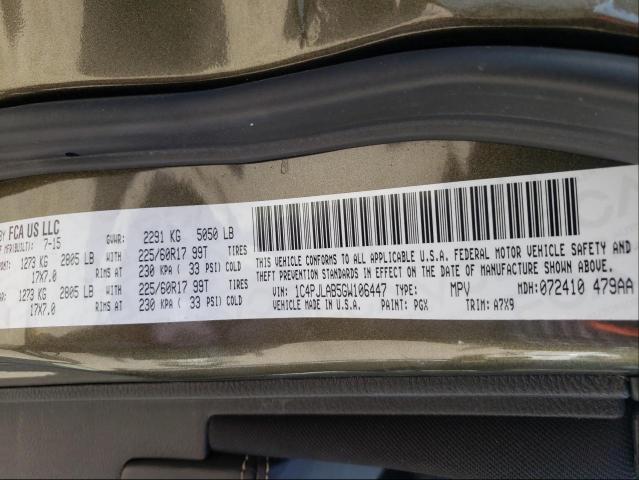 BY FCA US LLC
OF MFR(BUILT): 7-15
GVWR: 2291 KG 5050 LB
1273 KG 2805 LB WITH 225/60R17 99T TIRES
17X7.0 RIMS AT 230 KPA ( 33 PSI) COLD
1273 KG 2805 LB WITH 225/60R17 99T TIRES
17X7.0 RIMS AT 230 KPA ( 33 PSI) COLD
THIS VEHICLE CONFORMS TO ALL APPLICABLE U.S.A. FEDERAL MOTOR VEHICLE SAFETY AND
THEFT PREVENTION STANDARDS IN EFFECT ON THE DATE OF MANUFACTURE SHOWN ABOVE.
VIN: 1C4PJLAB5GW106447 TYPE: MPV MDH: 072410 479AA
VEHICLE MADE IN U.S.A. PAINT: PGX TRIM: A7X9